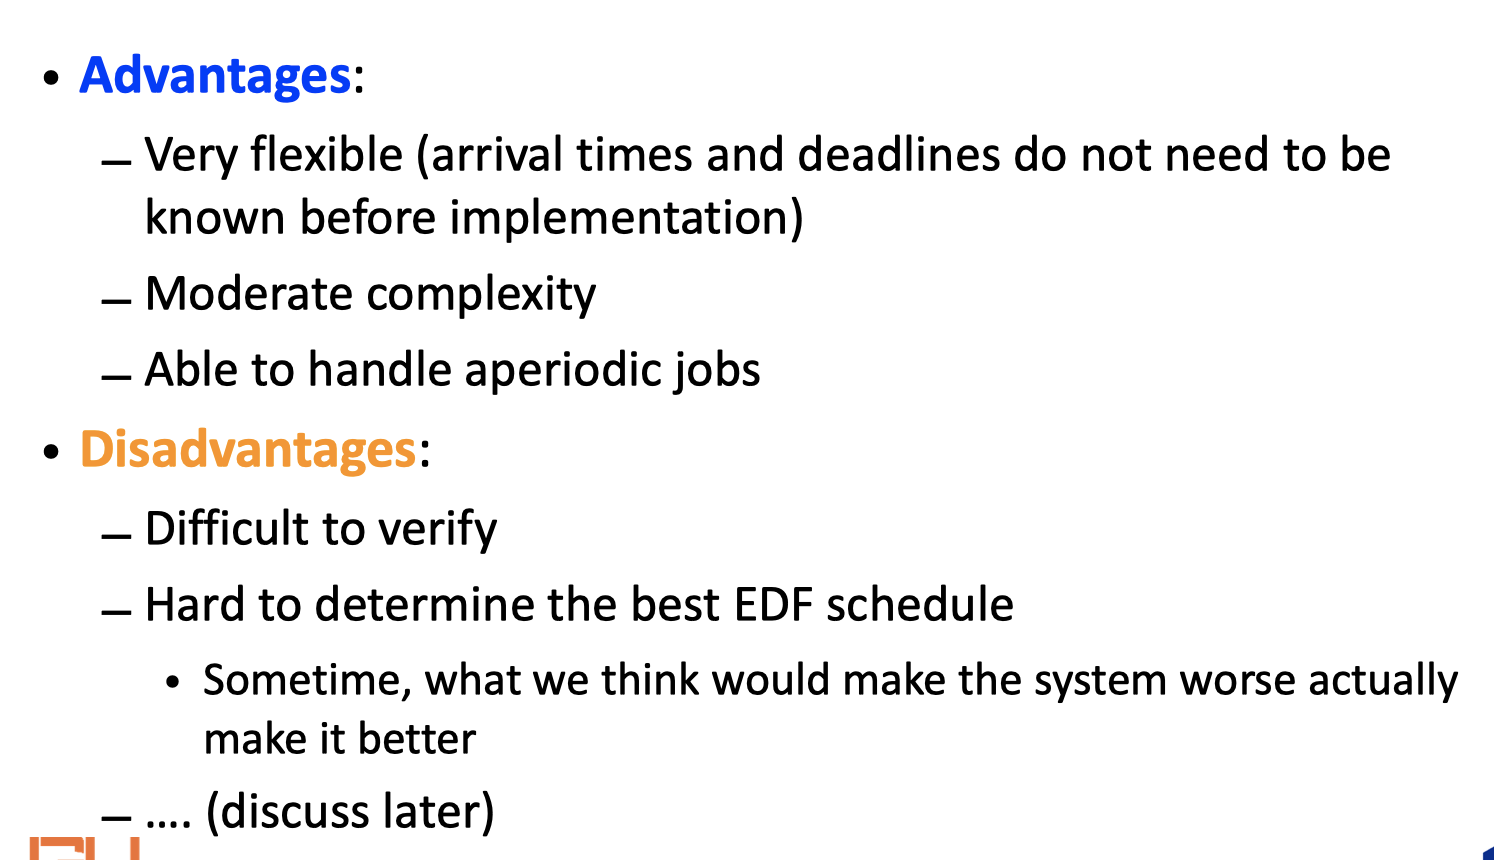 • Advantages:
– Very flexible (arrival times and deadlines do not need to be
known before implementation)
– Moderate complexity
– Able to handle aperiodic jobs
• Disadvantages:
– Difficult to verify
– Hard to determine the best EDF schedule
• Sometime, what we think would make the system worse actually
make it better
– .... (discuss later)